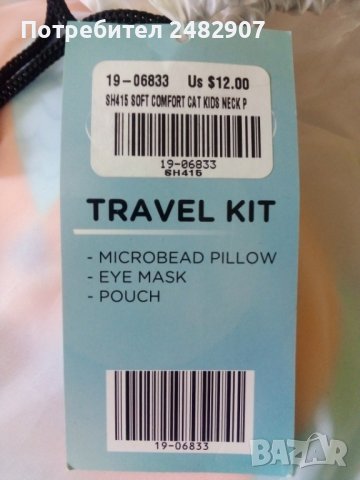 Потребител 2482907
19-06833 Us $12.00
SH415 SOFT COMFORT CAT KIDS NECK P
19-06833
SH415
TRAVEL KIT
- MICROBEAD PILLOW
- EYE MASK
- POUCH
19-06833
BAZAR